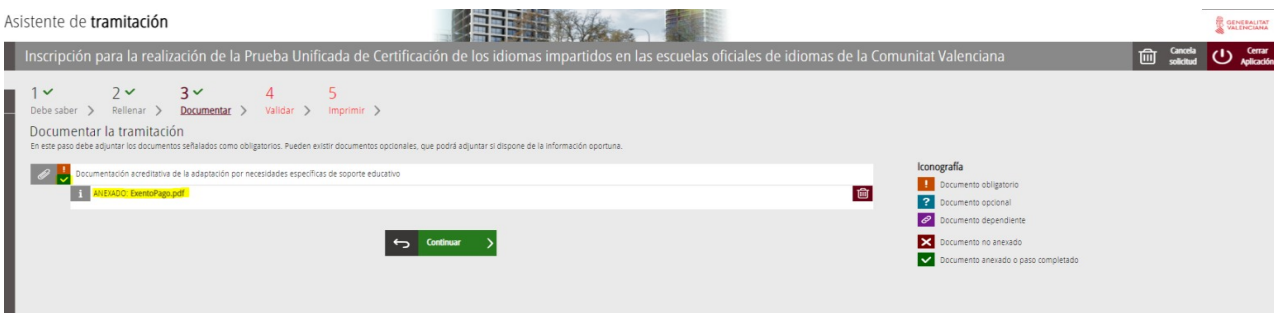 Asistente de tramitación
GENERALITAT
VALENCIANA
Inscripción para la realización de la Prueba Unificada de Certificación de los idiomas impartidos en las escuelas oficiales de idiomas de la Comunitat Valenciana
Cancela
solicitud
Cerrar
Aplicación
1 2 3 4 5
Debe saber > Rellenar > Documentar > Validar > Imprimir >
Documentar la tramitación
En este paso debe adjuntar los documentos señalados como obligatorios. Pueden existir documentos opcionales, que podrá adjuntar si dispone de la información oportuna.
Documentación acreditativa de la adaptación por necesidades específicas de soporte educativo
i ANEXADO: ExentoPago.pdf
Continuar >
Iconografía
! Documento obligatorio
? Documento opcional
Documento dependiente
Documento no anexado
Documento anexado o paso completado